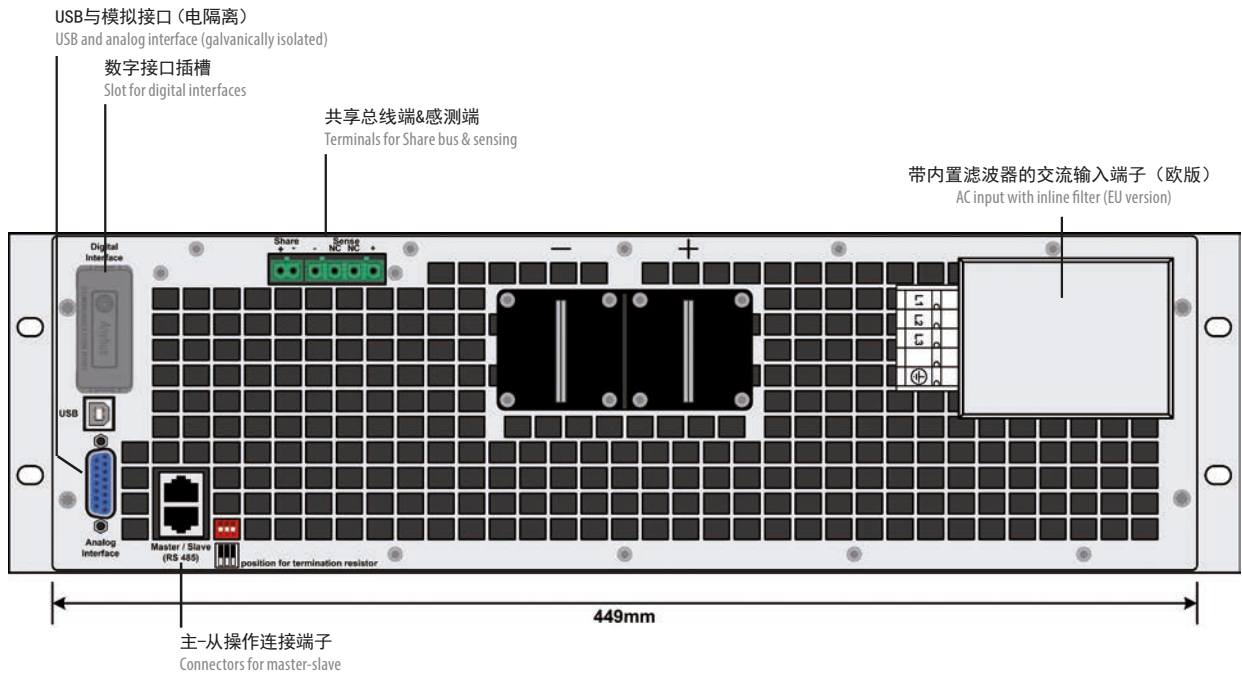 USB与模拟接口(电隔离)
USB and analog interface (galvanically isolated)
数字接口插槽
Slot for digital interfaces
共享总线端&感测端
Terminals for Share bus & sensing
带内置滤波器的交流输入端子（欧版）
AC input with inline filter (EU version)
Digital
Interface
Share
+ -
Sense
- NC NC +
— +
Anybus
L1
L2
L3
USB
Analog
Interface
Master / Slave
(RS 485)
position for termination resistor
449mm
主-从操作连接端子
Connectors for master-slave